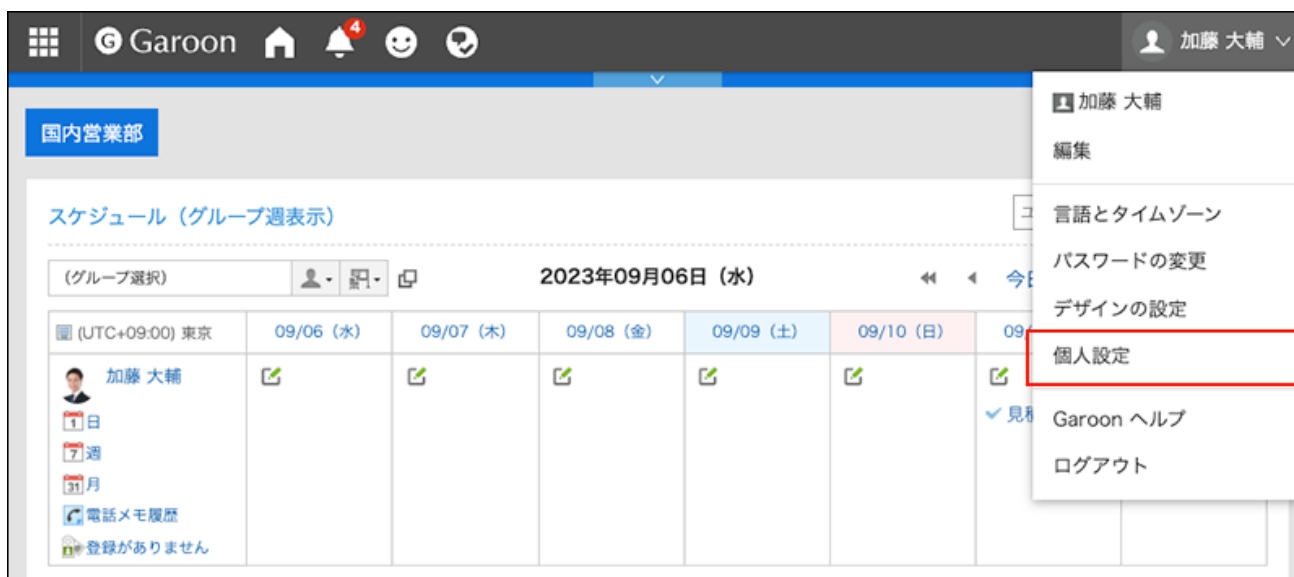 Garoon
4
加藤 大輔
加藤 大輔
編集
言語とタイムゾーン
パスワードの変更
デザインの設定
個人設定
Garoon ヘルプ
ログアウト
国内営業部
スケジュール（グループ週表示）
(グループ選択)
2023年09月06日（水）
(UTC+09:00) 東京
09/06（水）
09/07（木）
09/08（金）
09/09（土）
09/10（日）
加藤 大輔
1 日
7 週
31 月
電話メモ履歴
登録がありません